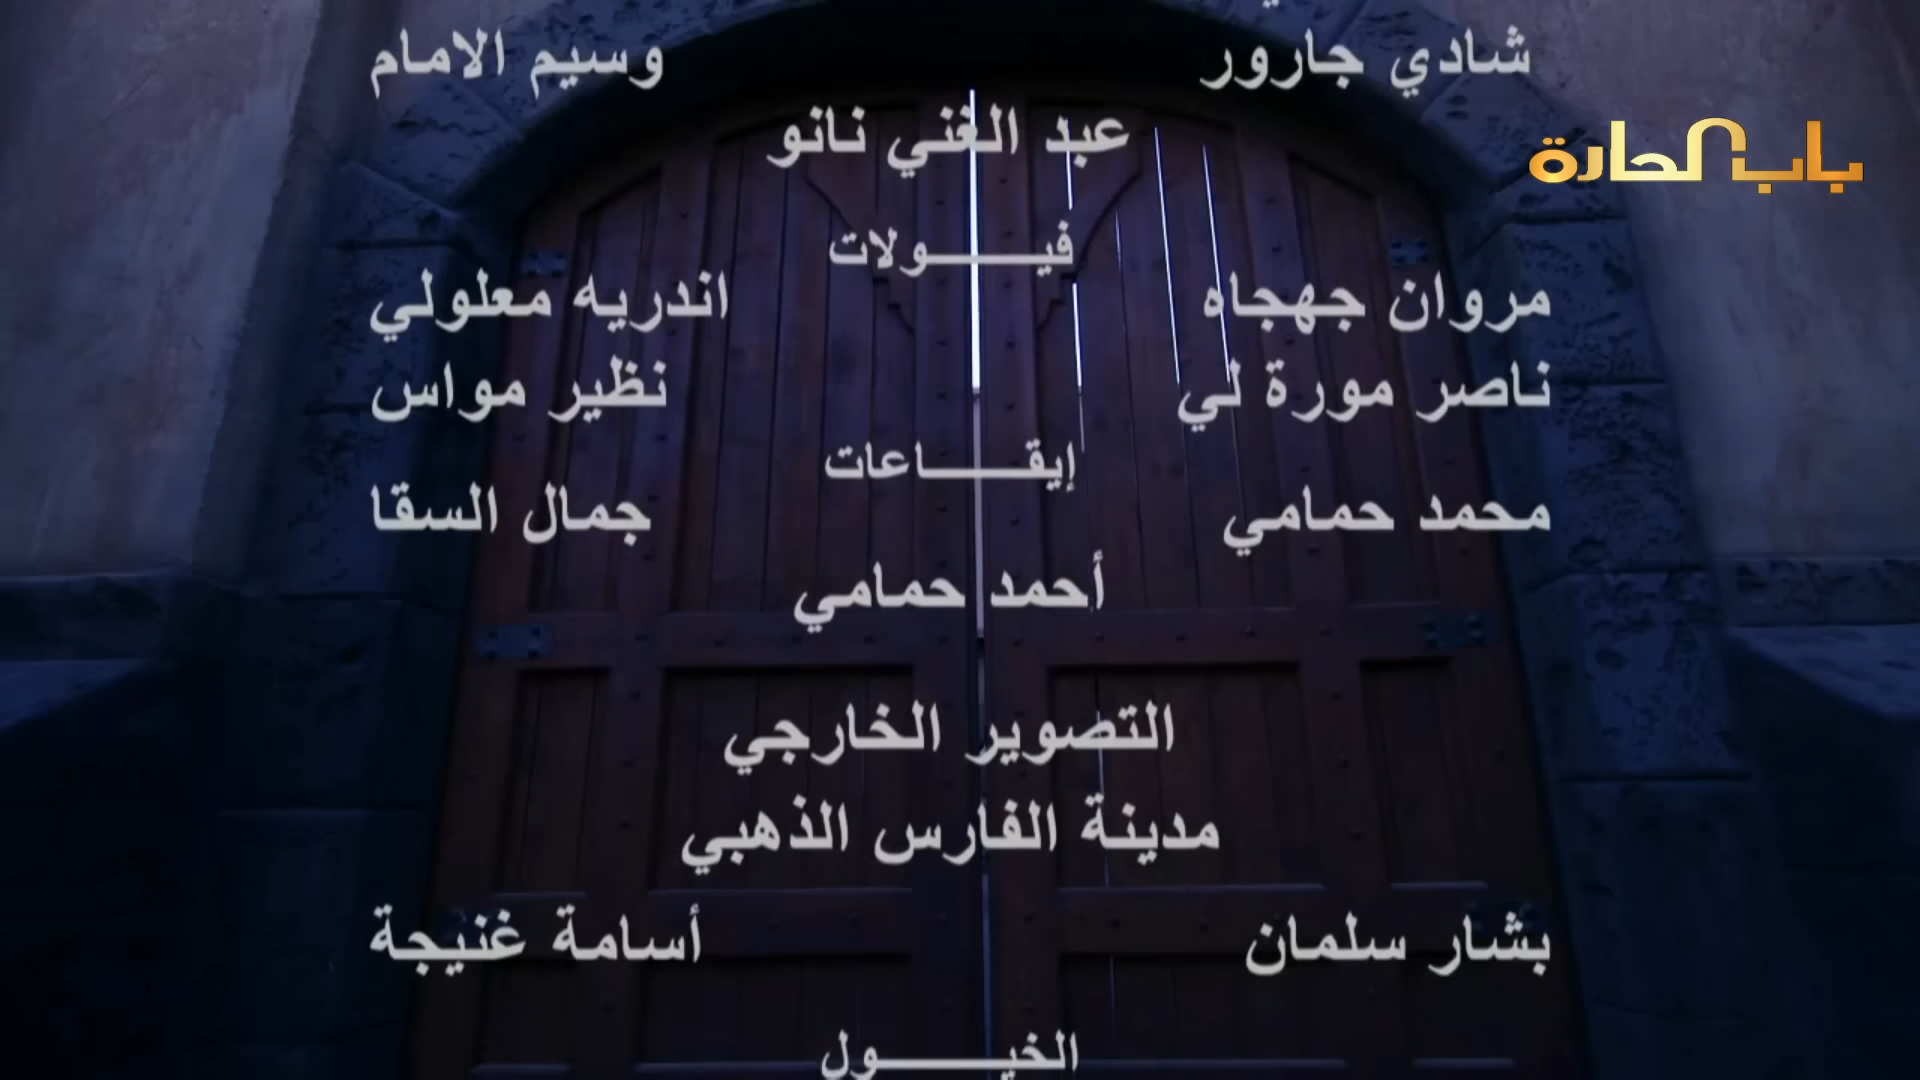 شادي جارور وسيم الامام
عبد الغني نانو
باب الحارة
فيـــــولات
مروان جهجاه اندريه معلولي
ناصر مورة لي نظير مواس
إيقـــــاعات
محمد حمامي جمال السقا
أحمد حمامي
التصوير الخارجي
مدينة الفارس الذهبي
بشار سلمان أسامة غنيجة
الخيـــــول